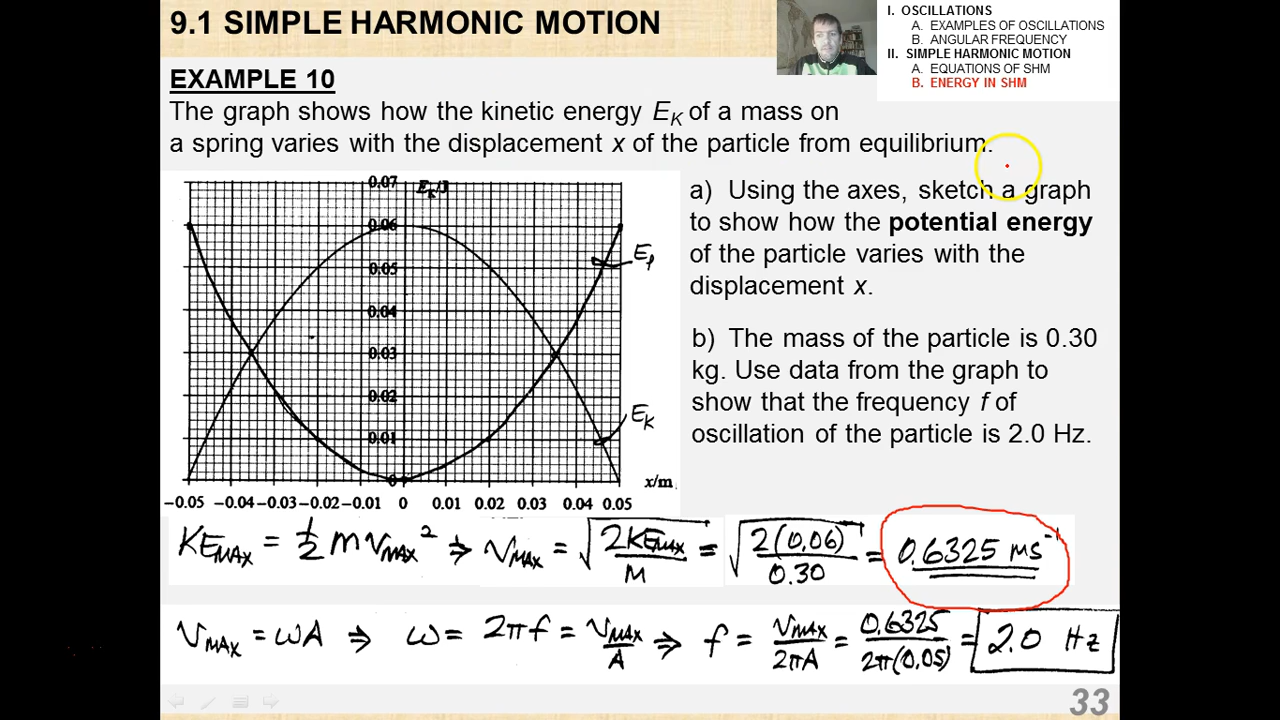 9.1 SIMPLE HARMONIC MOTION
I. OSCILLATIONS
A. EXAMPLES OF OSCILLATIONS
B. ANGULAR FREQUENCY
II. SIMPLE HARMONIC MOTION
A. EQUATIONS OF SHM
B. ENERGY IN SHM
EXAMPLE 10
The graph shows how the kinetic energy E_K of a mass on
a spring varies with the displacement x of the particle from equilibrium.
0.07 E_K/J
0.06
0.05
0.04
0.03
0.02
0.01
0
E_P
E_K
x/m
-0.05 -0.04 -0.03 -0.02 -0.01 0 0.01 0.02 0.03 0.04 0.05
a) Using the axes, sketch a graph
to show how the potential energy
of the particle varies with the
displacement x.
b) The mass of the particle is 0.30
kg. Use data from the graph to
show that the frequency f of
oscillation of the particle is 2.0 Hz.
KE_MAX = 1/2 m v_MAX² ⇒ v_MAX = √(2KE_MAX/M) = √(2(0.06)/0.30) = 0.6325 ms⁻¹
v_MAX = ωA ⇒ ω = 2πf = v_MAX/A ⇒ f = v_MAX/2πA = 0.6325/2π(0.05) = 2.0 Hz
33